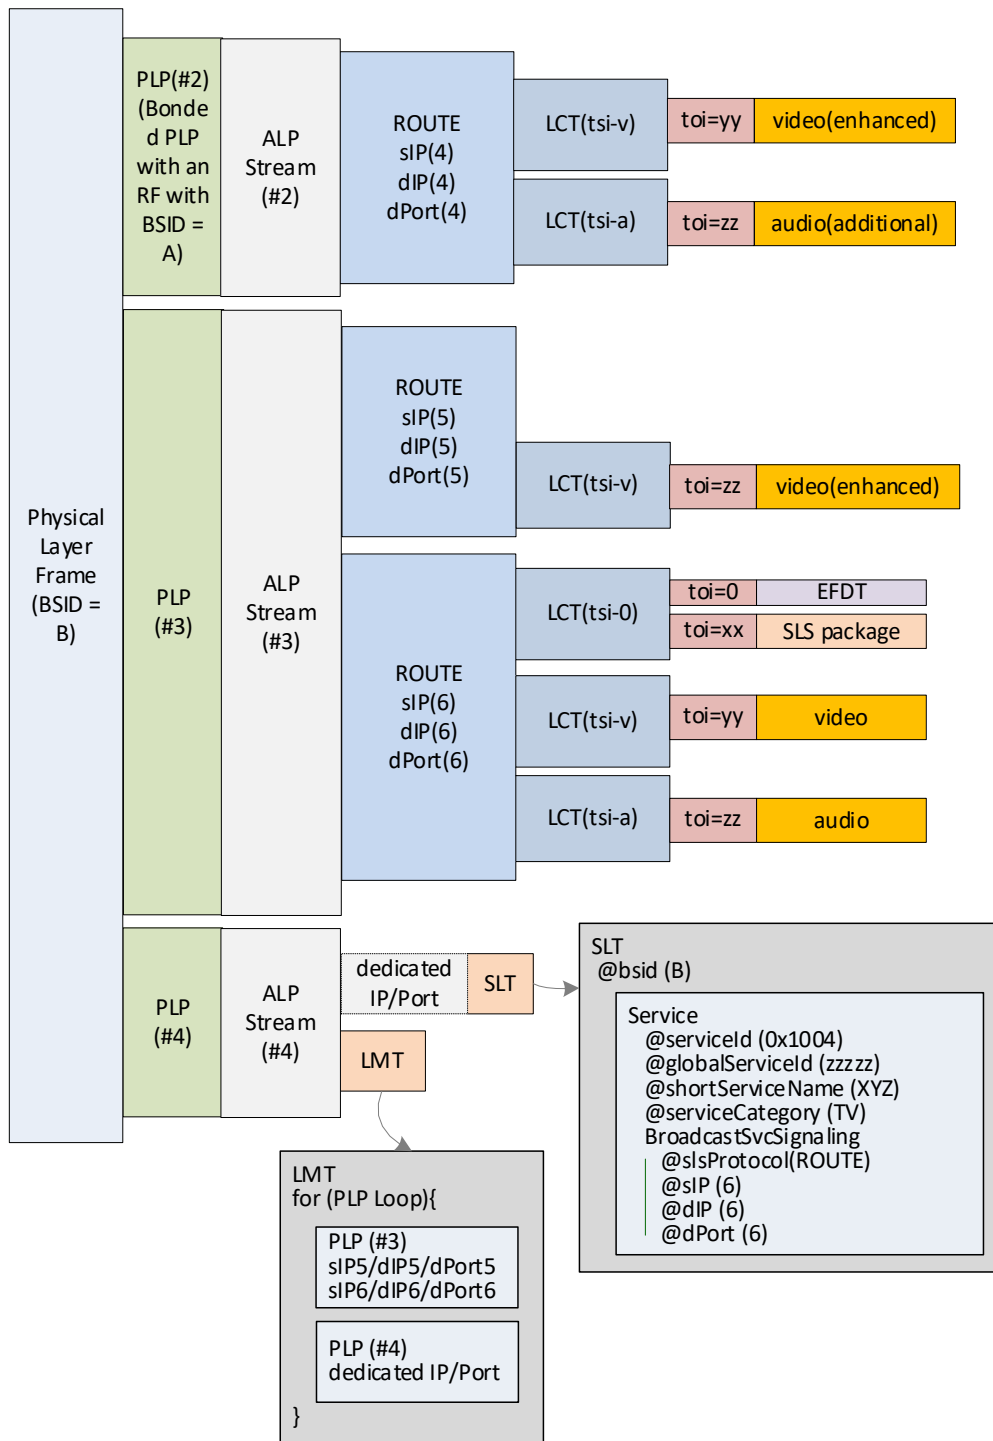 Physical
Layer
Frame
(BSID =
B)
PLP(#2)
(Bonde
d PLP
with an
RF with
BSID =
A)
ALP
Stream
(#2)
ROUTE
sIP(4)
dIP(4)
dPort(4)
LCT(tsi-v)
toi=yy
video(enhanced)
LCT(tsi-a)
toi=zz
audio(additional)
PLP
(#3)
ALP
Stream
(#3)
ROUTE
sIP(5)
dIP(5)
dPort(5)
LCT(tsi-v)
toi=zz
video(enhanced)
ROUTE
sIP(6)
dIP(6)
dPort(6)
LCT(tsi-0)
toi=0
EFDT
toi=xx
SLS package
LCT(tsi-v)
toi=yy
video
LCT(tsi-a)
toi=zz
audio
PLP
(#4)
ALP
Stream
(#4)
dedicated
IP/Port
SLT
LMT
SLT
@bsid (B)
Service
@serviceId (0x1004)
@globalServiceId (zzzzz)
@shortServiceName (XYZ)
@serviceCategory (TV)
BroadcastSvcSignaling
@slsProtocol(ROUTE)
@sIP (6)
@dIP (6)
@dPort (6)
LMT
for (PLP Loop){
PLP (#3)
sIP5/dIP5/dPort5
sIP6/dIP6/dPort6
PLP (#4)
dedicated IP/Port
}